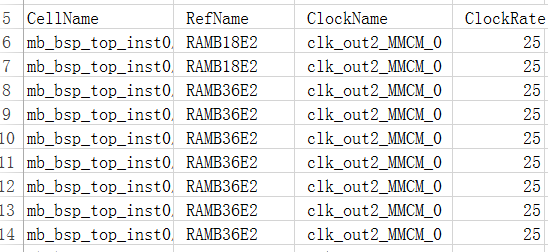 5 CellName RefName ClockName ClockRate
6 mb_bsp_top_inst0, RAMB18E2 clk_out2_MMCM_0 25
7 mb_bsp_top_inst0, RAMB18E2 clk_out2_MMCM_0 25
8 mb_bsp_top_inst0, RAMB36E2 clk_out2_MMCM_0 25
9 mb_bsp_top_inst0, RAMB36E2 clk_out2_MMCM_0 25
10 mb_bsp_top_inst0, RAMB36E2 clk_out2_MMCM_0 25
11 mb_bsp_top_inst0, RAMB36E2 clk_out2_MMCM_0 25
12 mb_bsp_top_inst0, RAMB36E2 clk_out2_MMCM_0 25
13 mb_bsp_top_inst0, RAMB36E2 clk_out2_MMCM_0 25
14 mb_bsp_top_inst0, RAMB36E2 clk_out2_MMCM_0 25